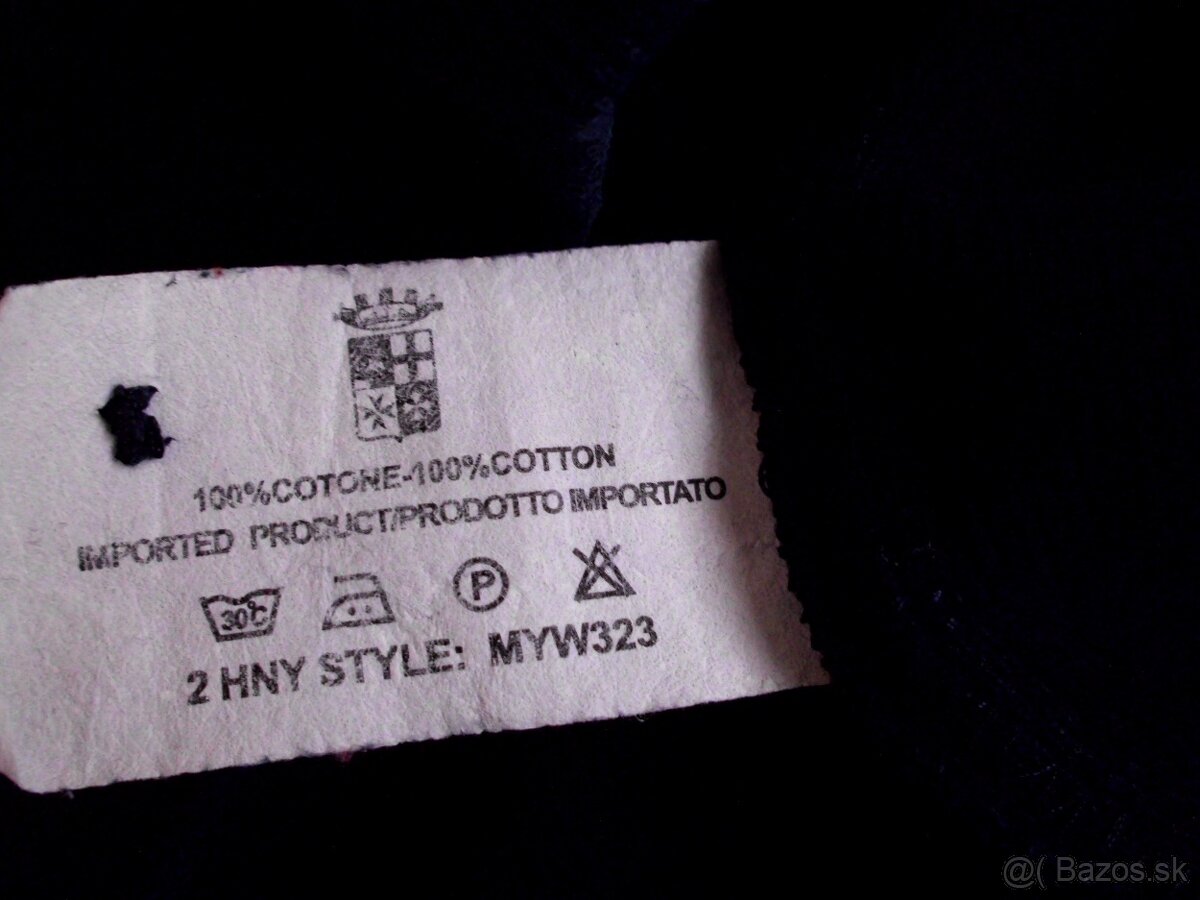 100%COTONE-100%COTTON
IMPORTED PRODUCT/PRODOTTO IMPORTATO
30°C P
2 HNY STYLE: MYW323
@( Bazos.sk